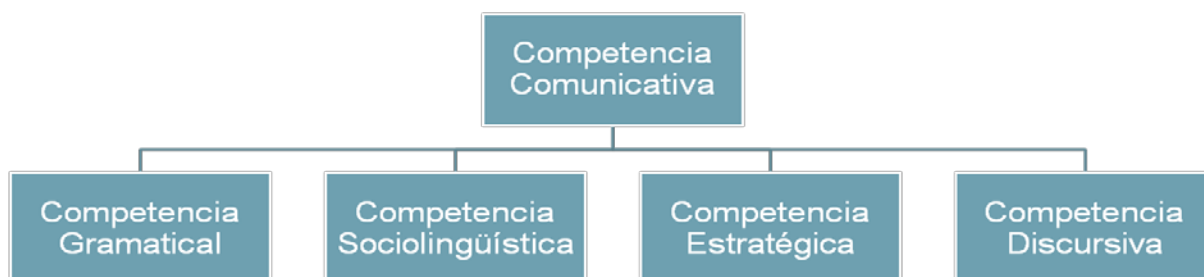 Competencia
Comunicativa
Competencia
Gramatical
Competencia
Sociolingüística
Competencia
Estratégica
Competencia
Discursiva